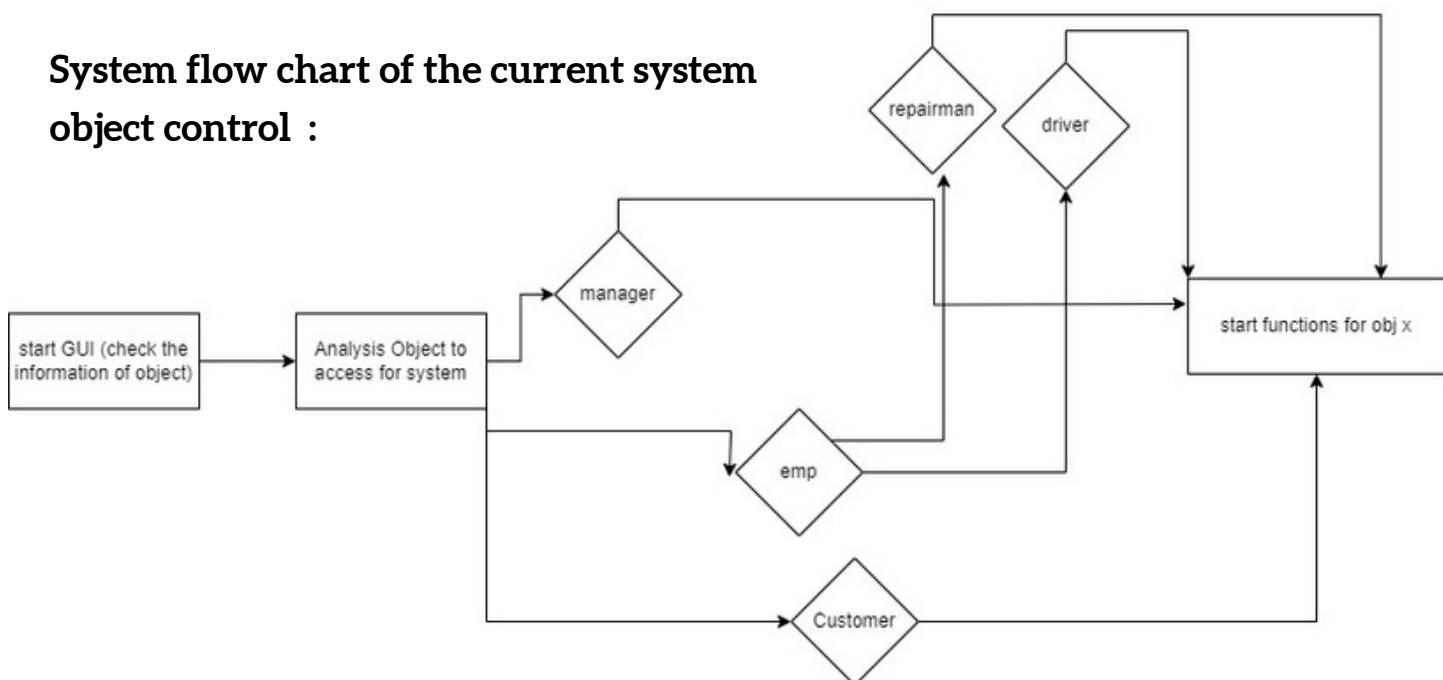 System flow chart of the current system
object control :
repairman
driver
manager
start GUI (check the
information of object)
Analysis Object to
access for system
start functions for obj x
emp
Customer